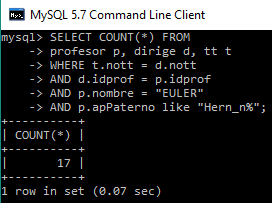 MySQL 5.7 Command Line Client
mysql> SELECT COUNT(*) FROM
    -> profesor p, dirige d, tt t
    -> WHERE t.nott = d.nott
    -> AND d.idprof = p.idprof
    -> AND p.nombre = "EULER"
    -> AND p.apPaterno like "Hern_n%";
+----------+
| COUNT(*) |
+----------+
|       17 |
+----------+
1 row in set (0.07 sec)